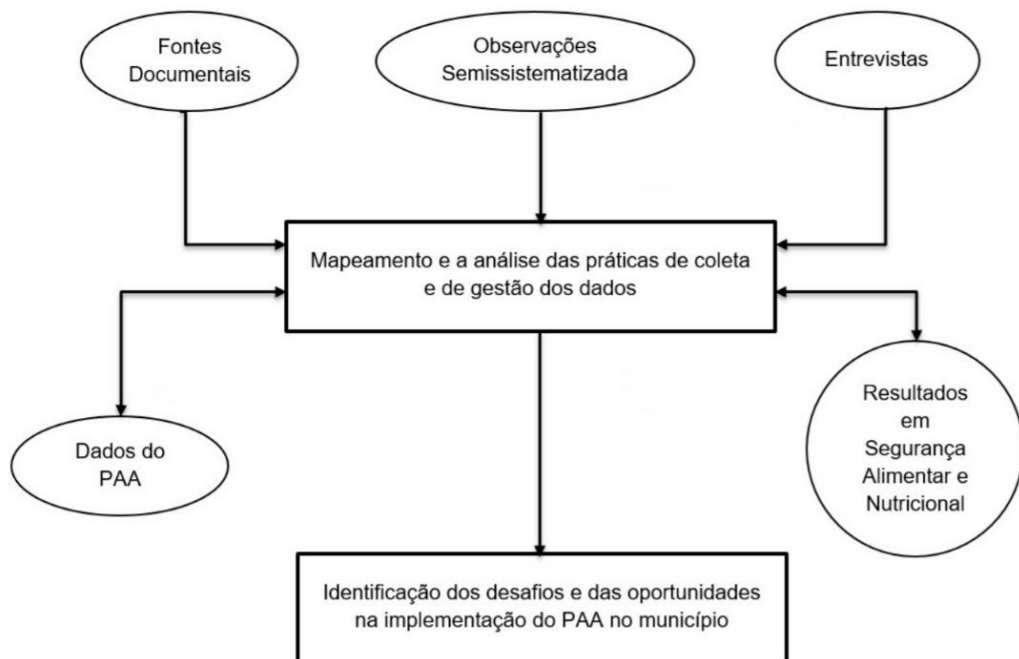 Fontes
Documentais
Observações
Semissistematizada
Entrevistas
Mapeamento e a análise das práticas de coleta
e de gestão dos dados
Dados do
PAA
Resultados
em
Segurança
Alimentar e
Nutricional
Identificação dos desafios e das oportunidades
na implementação do PAA no município